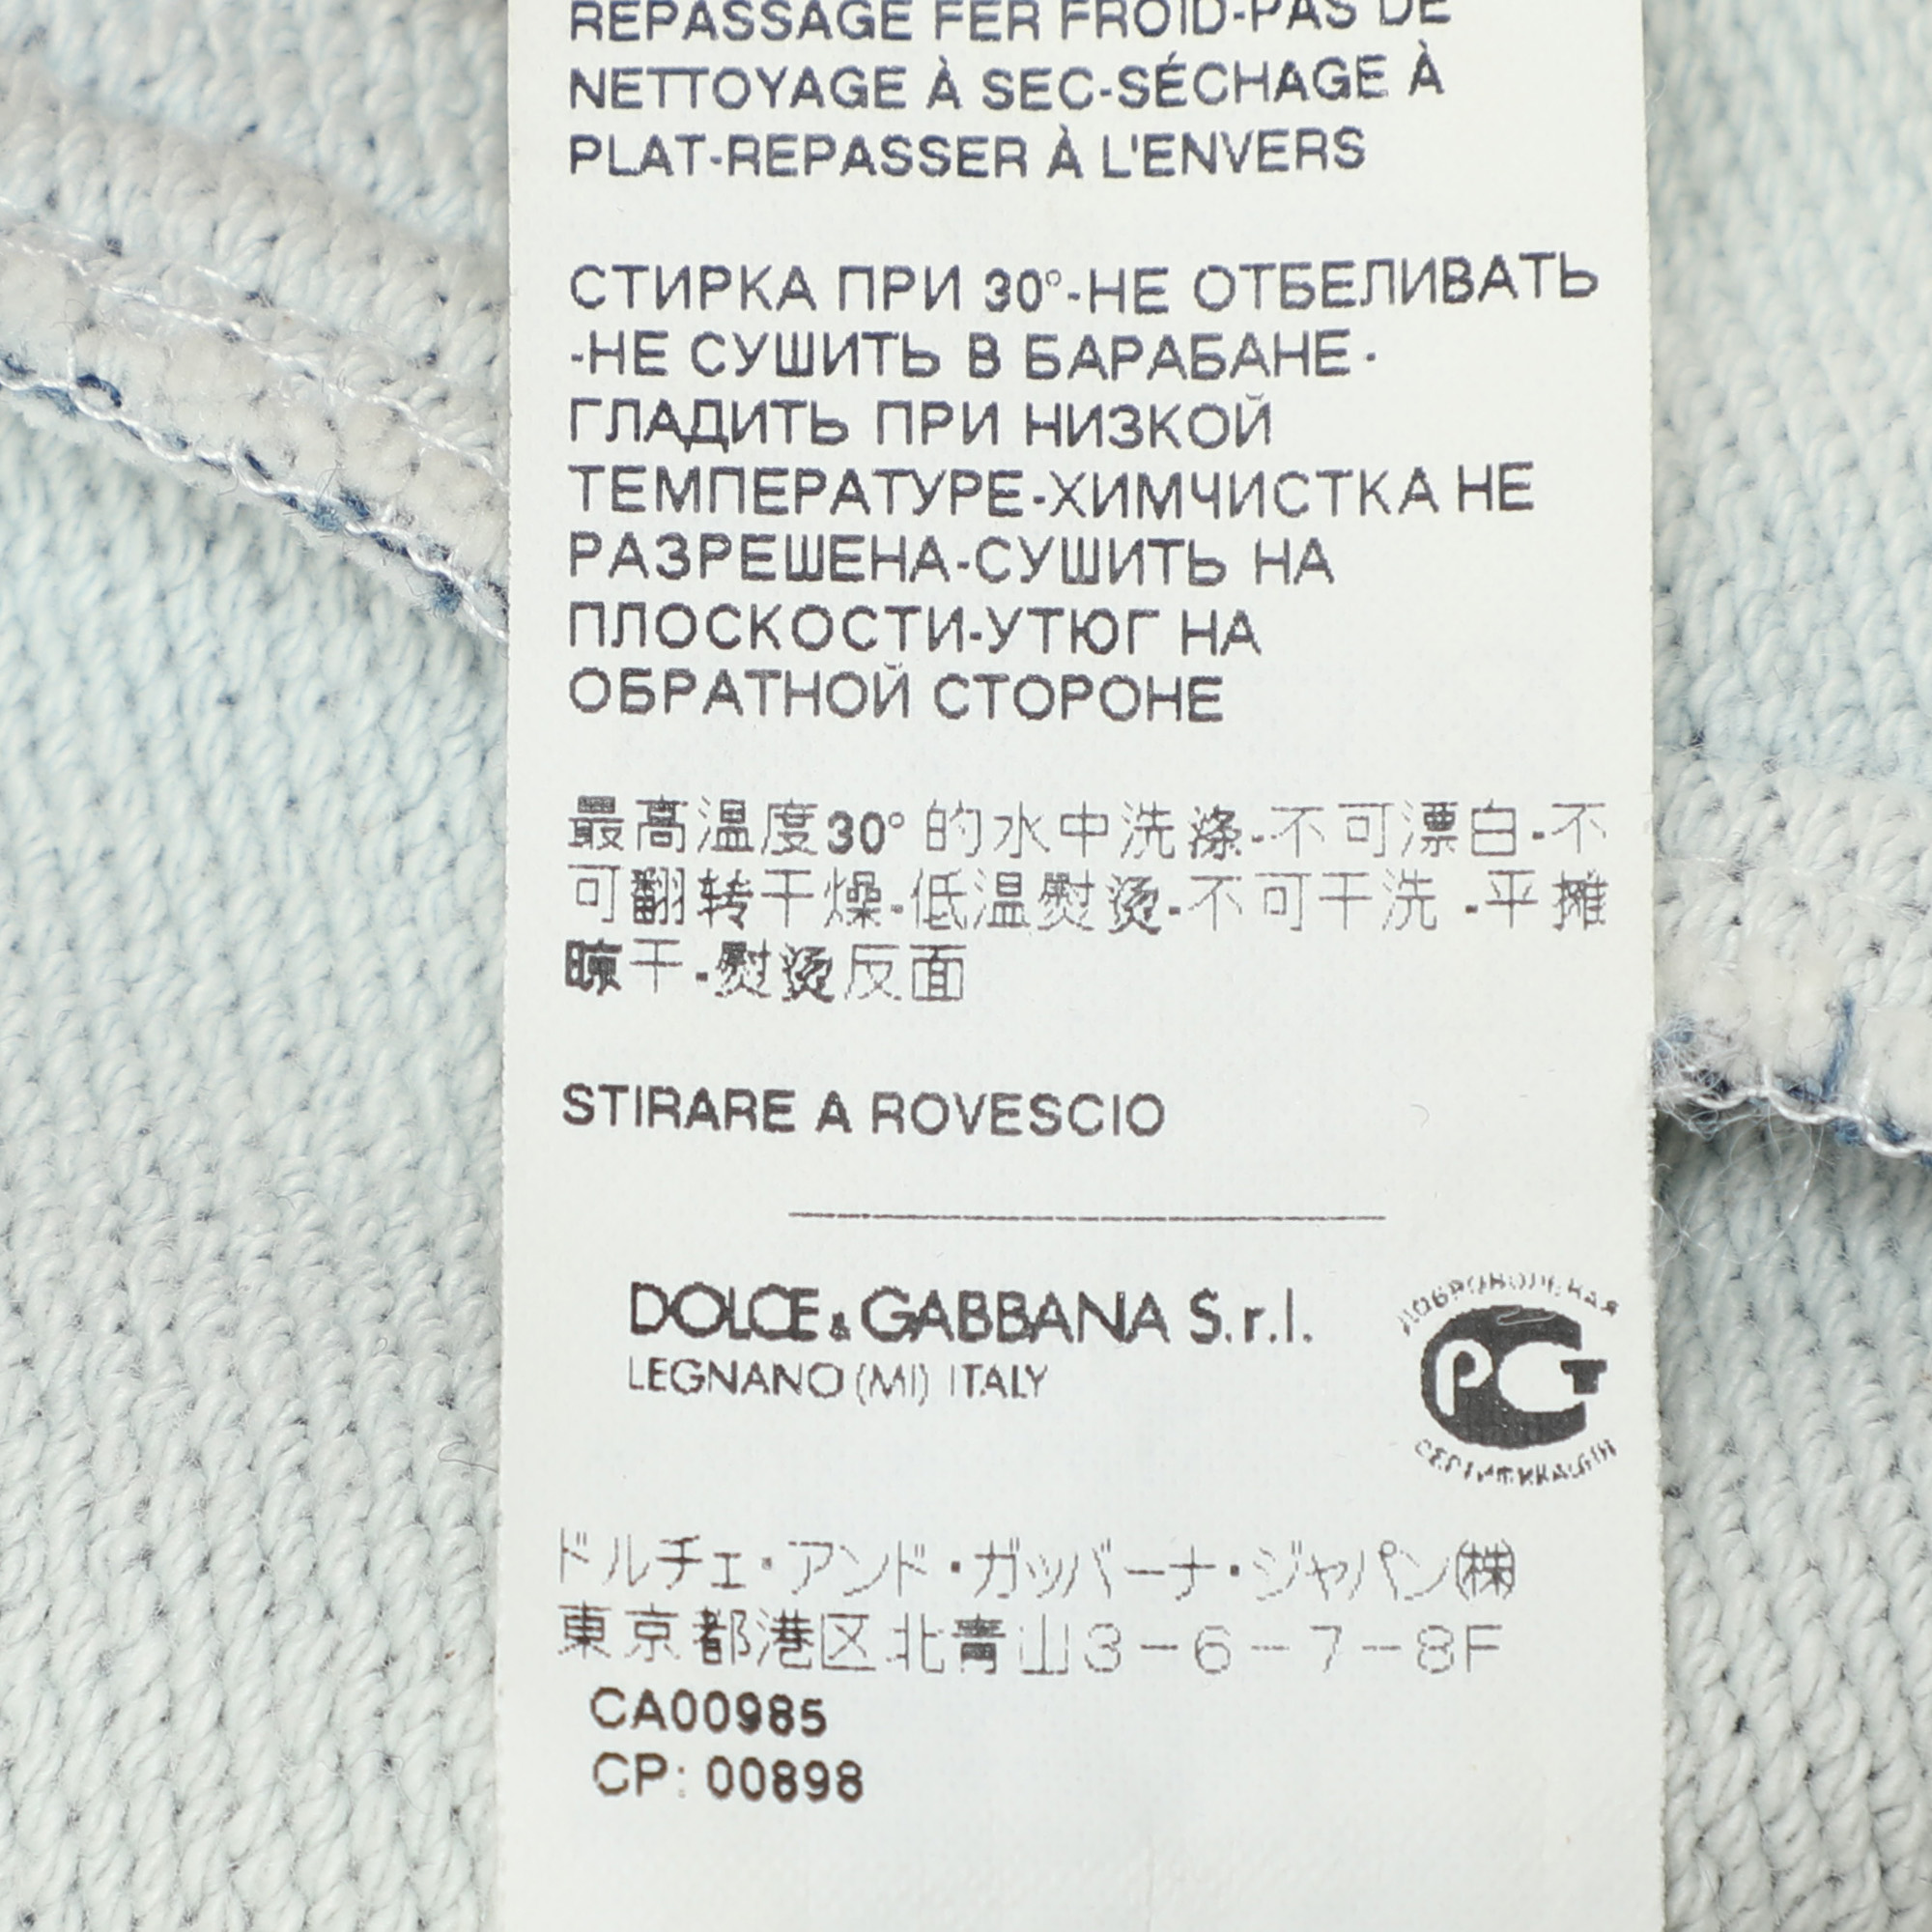 REPASSAGE FER FROID-PAS DE
NETTOYAGE À SEC-SÉCHAGE À
PLAT-REPASSER À L'ENVERS
СТИРКА ПРИ 30°-НЕ ОТБЕЛИВАТЬ
-НЕ СУШИТЬ В БАРАБАНЕ-
ГЛАДИТЬ ПРИ НИЗКОЙ
ТЕМПЕРАТУРЕ-ХИМЧИСТКА НЕ
РАЗРЕШЕНА-СУШИТЬ НА
ПЛОСКОСТИ-УТЮГ НА
ОБРАТНОЙ СТОРОНЕ
最高温度30°的水中洗涤-不可漂白-不
可翻转干燥-低温熨烫-不可干洗-平摊
晾干-熨烫反面
STIRARE A ROVESCIO
DOLCE & GABBANA S.r.l.
LEGNANO (MI) ITALY
ДОБРОВОЛЬНАЯ
РСТ
СЕРТИФИКАЦИЯ
ドルチェ・アンド・ガッバーナ・ジャパン㈱
東京都港区北青山3-6-7-8F
CA00985
CP: 00898